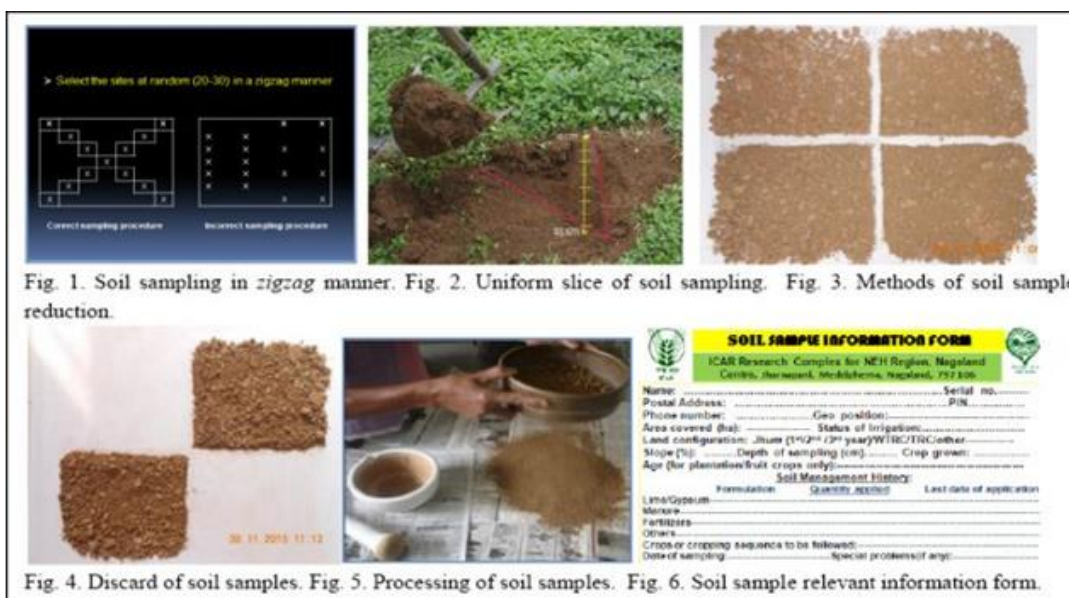 ➤ Select the sites at random (20-30) in a zigzag manner
Correct sampling procedure
Incorrect sampling procedure
Fig. 1. Soil sampling in zigzag manner. Fig. 2. Uniform slice of soil sampling. Fig. 3. Methods of soil sample
reduction.
SOIL SAMPLE INFORMATION FORM
ICAR Research Complex for NEH Region, Nagaland
Centre, Jharnapani, Medziphema, Nagaland, 797 106
Name: Serial no.
Postal Address: PIN
Phone number: Geo position:
Area covered (ha): Status of Irrigation:
Land configuration: Jhum (1st/2nd /3rd year)/WTRC/TRC/other
Slope (%): Depth of sampling (cm) Crop grown:
Age (for plantation/fruit crops only):
Soil Management History:
Formulation Quantity applied Last date of application
Lime/Gypsum
Manure
Fertilizers
Others
Crops or cropping sequence to be followed:
Date of sampling: Special problems(if any):
30 11 2015 11:13
Fig. 4. Discard of soil samples. Fig. 5. Processing of soil samples. Fig. 6. Soil sample relevant information form.